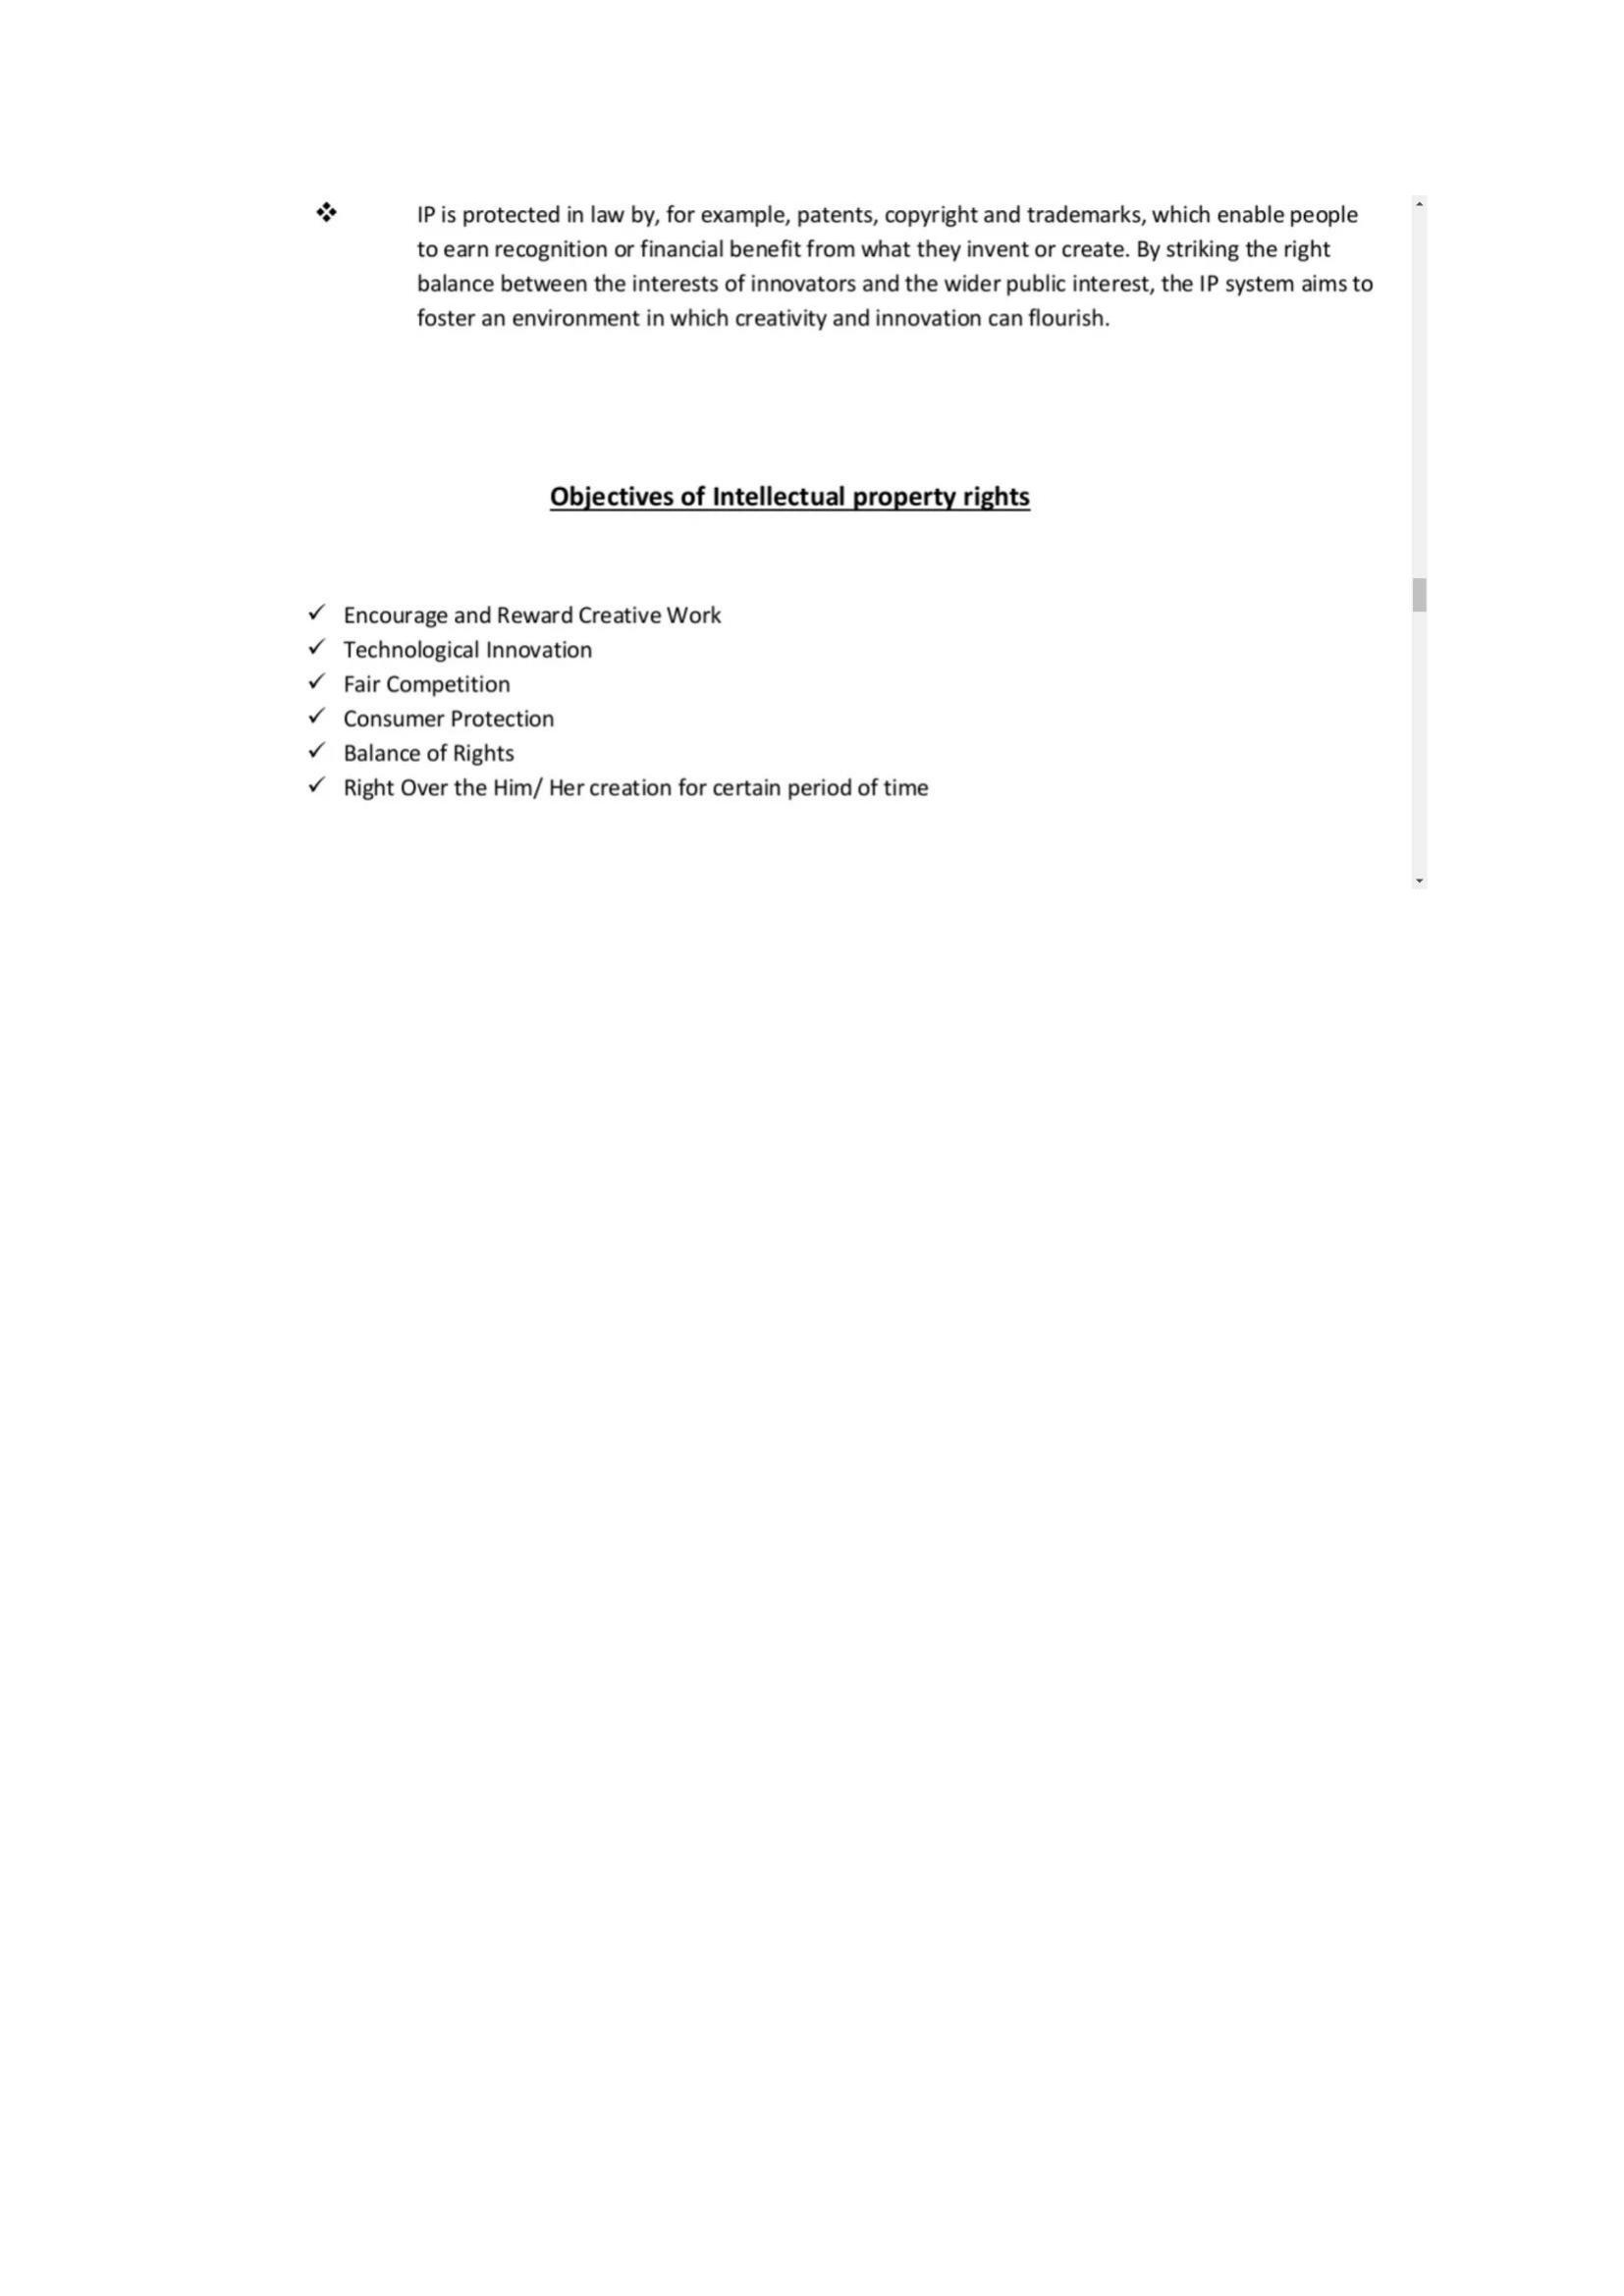 ❖ IP is protected in law by, for example, patents, copyright and trademarks, which enable people
to earn recognition or financial benefit from what they invent or create. By striking the right
balance between the interests of innovators and the wider public interest, the IP system aims to
foster an environment in which creativity and innovation can flourish.
Objectives of Intellectual property rights
✓ Encourage and Reward Creative Work
✓ Technological Innovation
✓ Fair Competition
✓ Consumer Protection
✓ Balance of Rights
✓ Right Over the Him/ Her creation for certain period of time